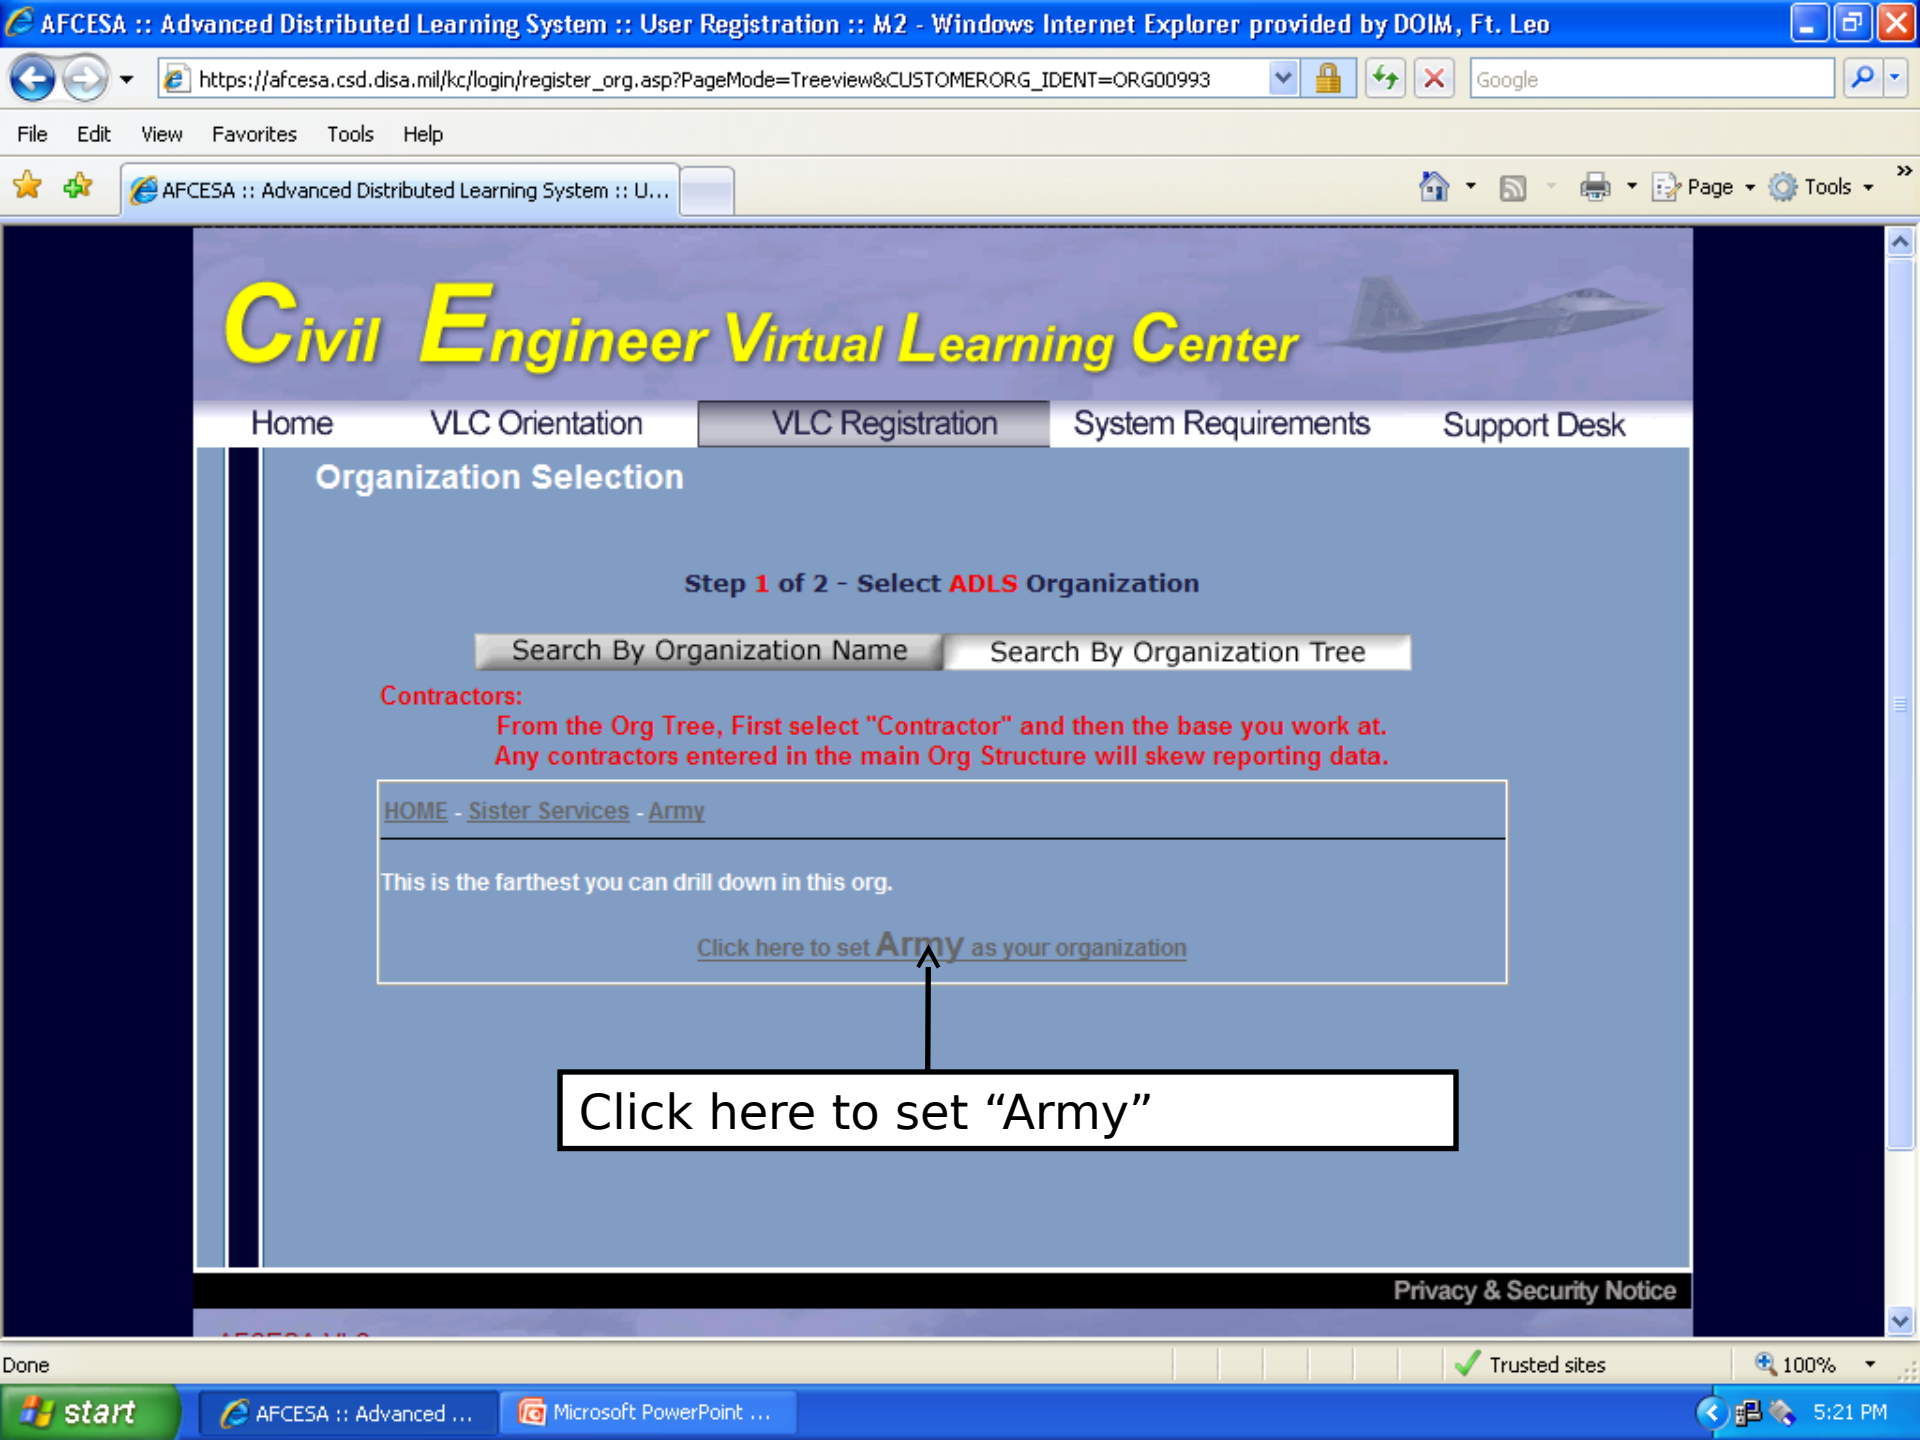 AFCESA :: Advanced Distributed Learning System :: User Registration :: M2 - Windows Internet Explorer provided by DOIM, Ft. Leo
https://afcesa.csd.disa.mil/kc/login/register_org.asp?PageMode=Treeview&CUSTOMERORG_IDENT=ORG00993
Google
File Edit View Favorites Tools Help
AFCESA :: Advanced Distributed Learning System :: U...
Page Tools »
Civil Engineer Virtual Learning Center
Home VLC Orientation VLC Registration System Requirements Support Desk
Organization Selection
Step 1 of 2 - Select ADLS Organization
Search By Organization Name Search By Organization Tree
Contractors:
From the Org Tree, First select "Contractor" and then the base you work at.
Any contractors entered in the main Org Structure will skew reporting data.
HOME - Sister Services - Army
This is the farthest you can drill down in this org.
Click here to set Army as your organization
Click here to set “Army”
Privacy & Security Notice
Done Trusted sites 100%
start AFCESA :: Advanced ... Microsoft PowerPoint ... 5:21 PM